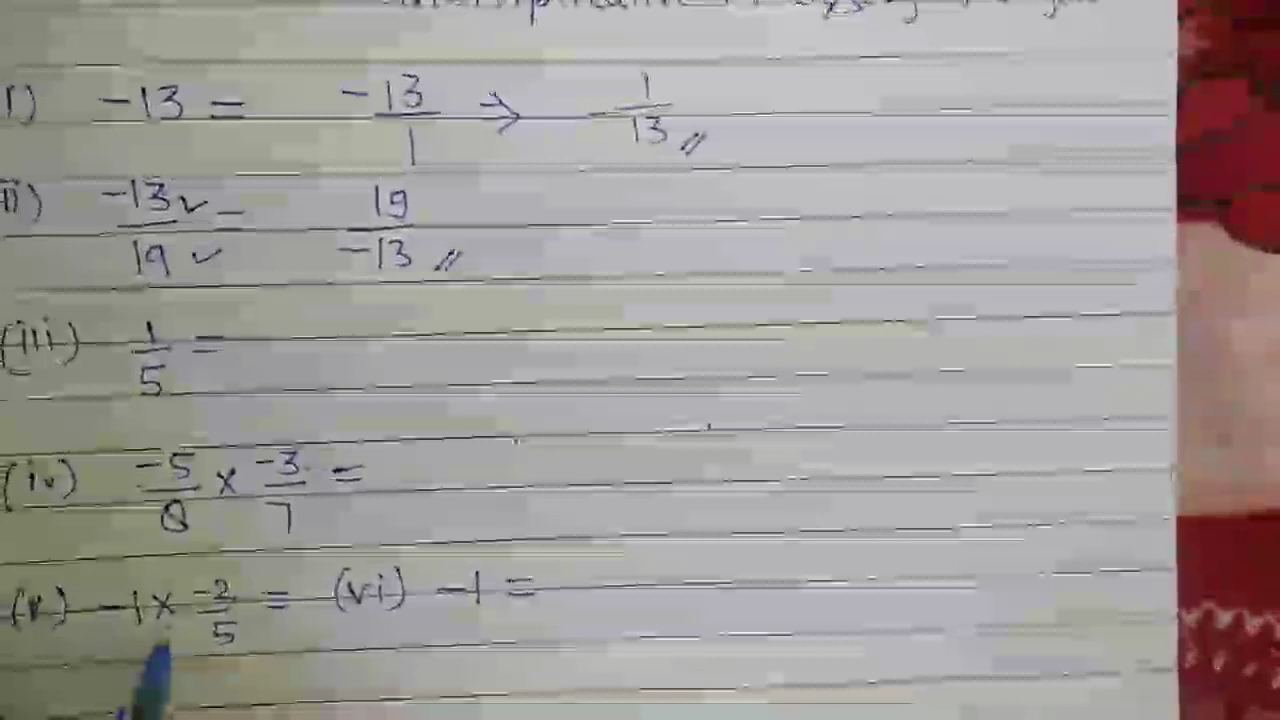 I) -13 = -13/1 → -1/13 //
ii) -13/19 = 19/-13 //
(iii) 1/5 =
(iv) -5/8 x -3/7 =
(v) -1 x -2/5 = (vi) -1 =